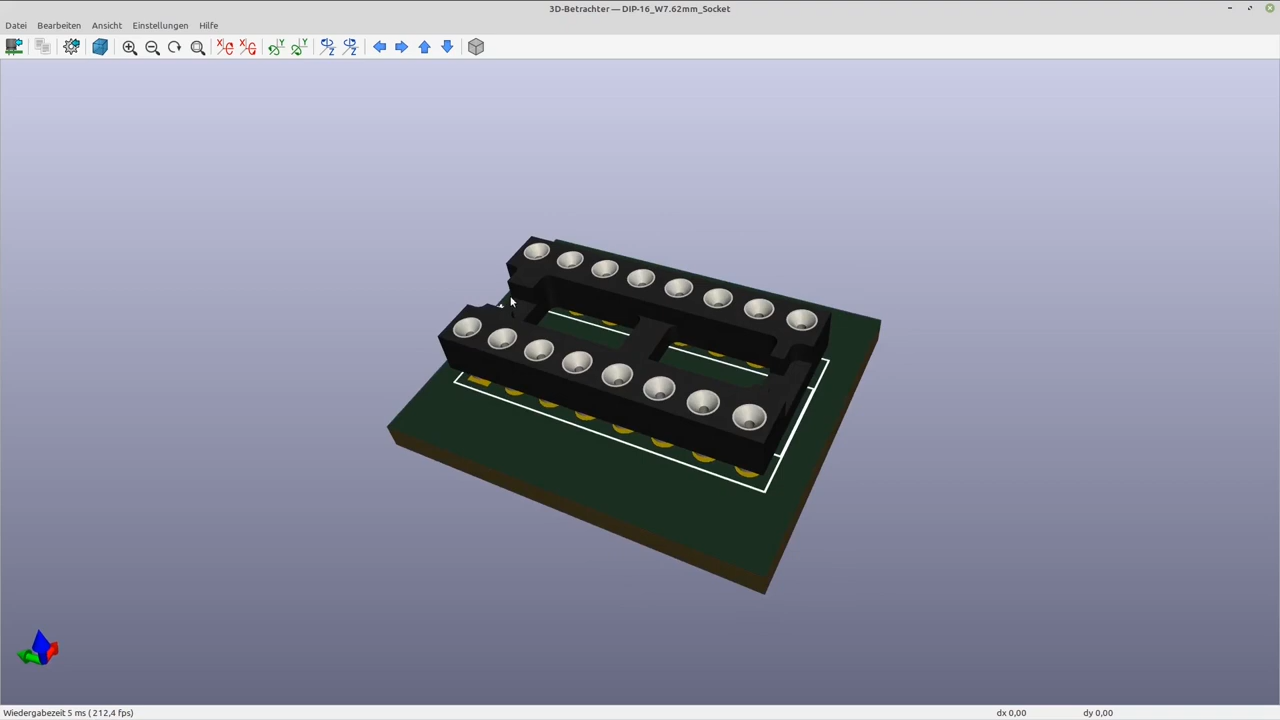 3D-Betrachter — DIP-16_W7.62mm_Socket
Datei Bearbeiten Ansicht Einstellungen Hilfe
Wiedergabezeit 5 ms ( 212,4 fps) dx 0,00 dy 0,00